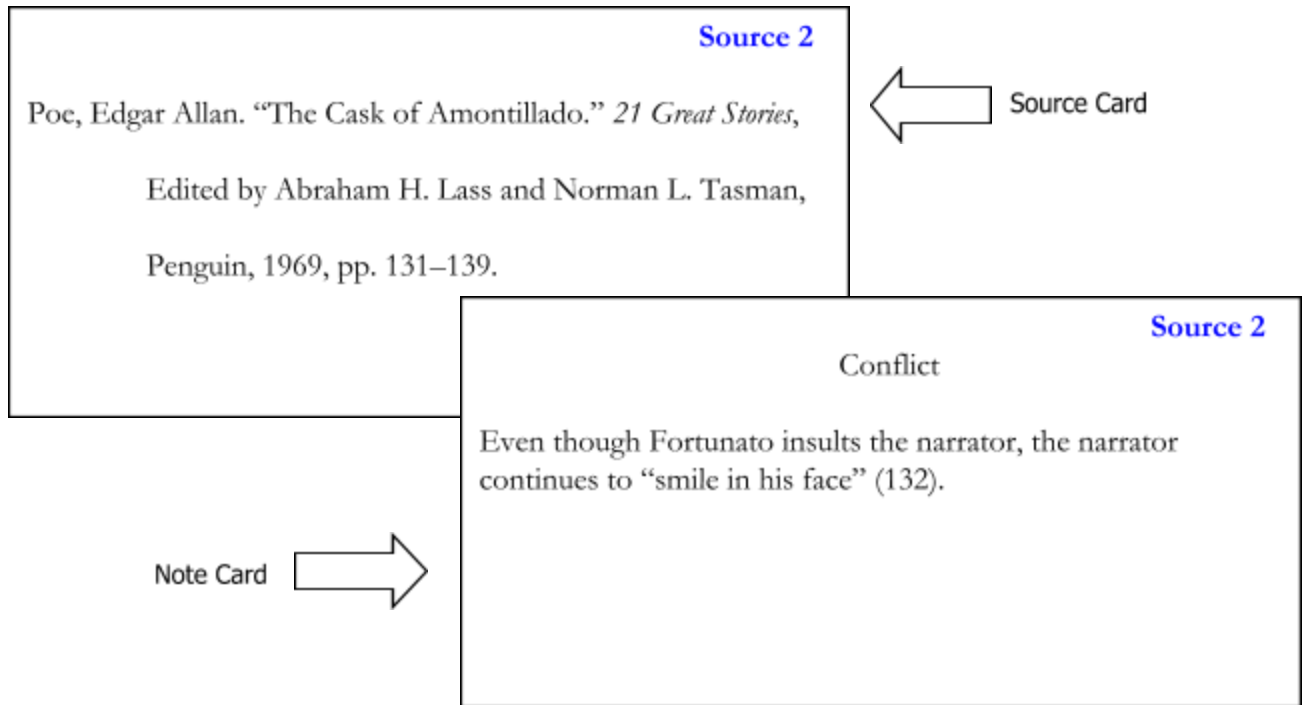 Source 2
Poe, Edgar Allan. “The Cask of Amontillado.” 21 Great Stories,
Edited by Abraham H. Lass and Norman L. Tasman,
Penguin, 1969, pp. 131–139.
Source Card
Source 2
Conflict
Even though Fortunato insults the narrator, the narrator
continues to “smile in his face” (132).
Note Card